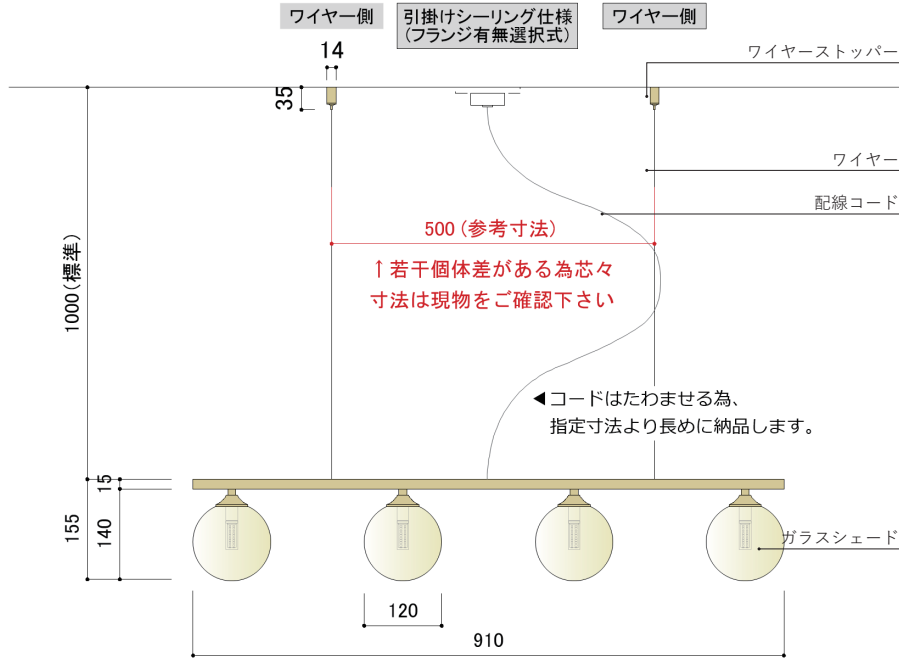 ワイヤー側
引掛けシーリング仕様
(フランジ有無選択式)
ワイヤー側
14
ワイヤーストッパー
35
ワイヤー
配線コード
500(参考寸法)
↑若干個体差がある為芯々
寸法は現物をご確認下さい
1000(標準)
◀コードはたわませる為、
指定寸法より長めに納品します。
15
155
140
ガラスシェード
120
910